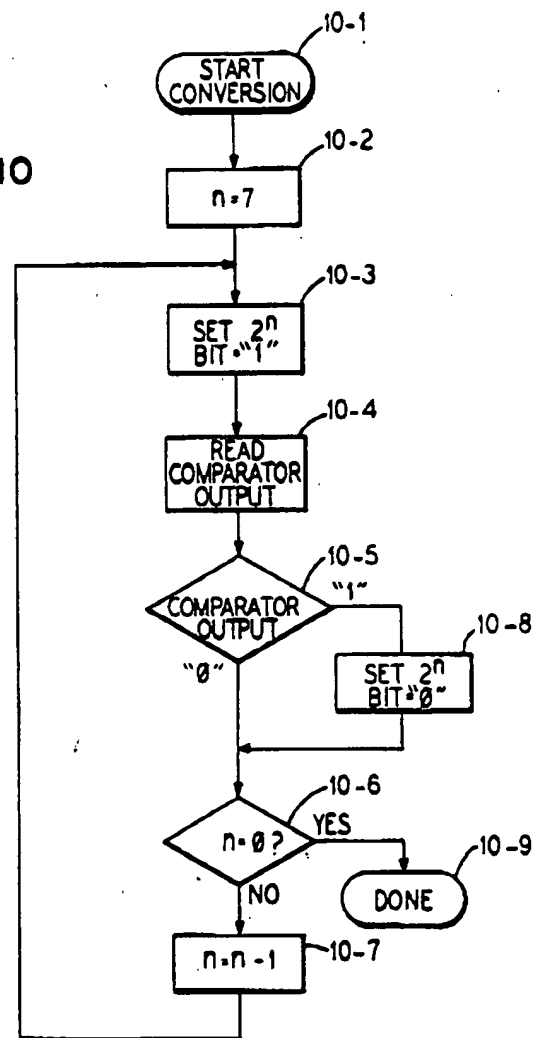 10-1
START
CONVERSION
10-2
10
n=7
10-3
SET 2ⁿ
BIT="1"
10-4
READ
COMPARATOR
OUTPUT
10-5
COMPARATOR
OUTPUT
"1"
"0"
10-8
SET 2ⁿ
BIT="0"
10-6
n=0?
YES
10-9
DONE
NO
10-7
n=n-1